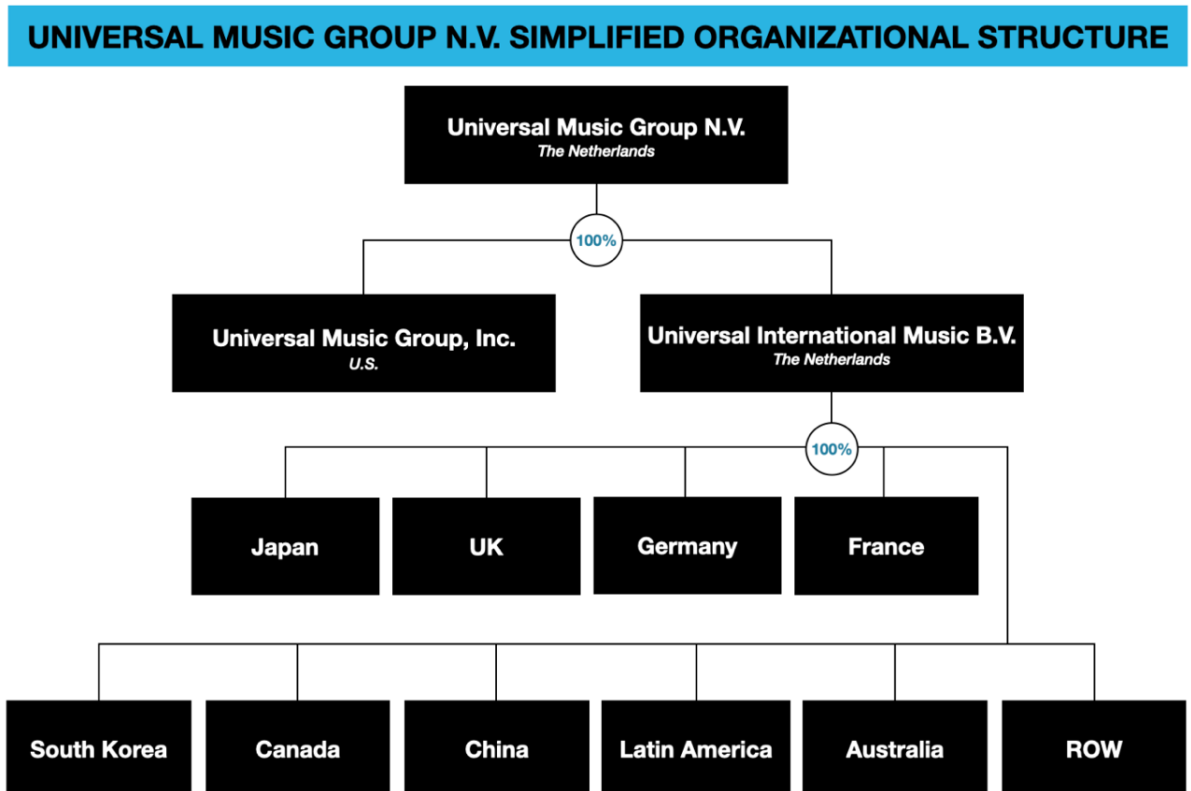 UNIVERSAL MUSIC GROUP N.V. SIMPLIFIED ORGANIZATIONAL STRUCTURE
Universal Music Group N.V.
The Netherlands
100%
Universal Music Group, Inc.
U.S.
Universal International Music B.V.
The Netherlands
100%
Japan
UK
Germany
France
South Korea
Canada
China
Latin America
Australia
ROW